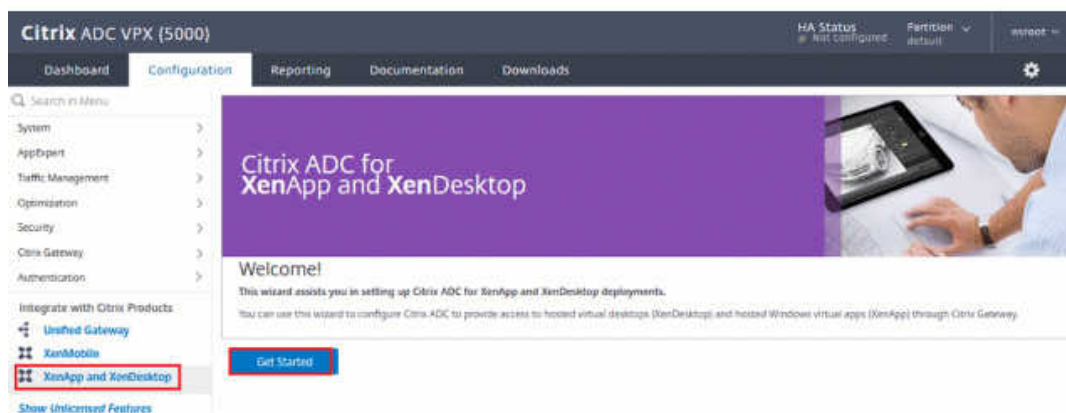 Citrix ADC VPX (5000)
HA Status
Not configured
Partition
default
nsroot
Dashboard
Configuration
Reporting
Documentation
Downloads
Search in Menu
System
AppExpert
Traffic Management
Optimization
Security
Citrix Gateway
Authentication
Integrate with Citrix Products
Unified Gateway
XenMobile
XenApp and XenDesktop
Show Unlicensed Features
Citrix ADC for
XenApp and XenDesktop
Welcome!
This wizard assists you in setting up Citrix ADC for XenApp and XenDesktop deployments.
You can use this wizard to configure Citrix ADC to provide access to hosted virtual desktops (XenDesktop) and hosted Windows virtual apps (XenApp) through Citrix Gateway.
Get Started